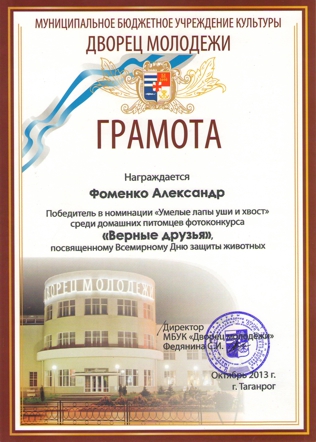 МУНИЦИПАЛЬНОЕ БЮДЖЕТНОЕ УЧРЕЖДЕНИЕ КУЛЬТУРЫ
ДВОРЕЦ МОЛОДЕЖИ
ГРАМОТА
Награждается
Фоменко Александр
Победитель в номинации «Умелые лапы уши и хвост»
среди домашних питомцев фотоконкурса
«Верные друзья»,
посвященному Всемирному Дню защиты животных
ДВОРЕЦ МОЛОДЕЖИ
Директор
МБУК «Дворец молодёжи»
Федянина С.И.
Октябрь 2013 г.
г. Таганрог